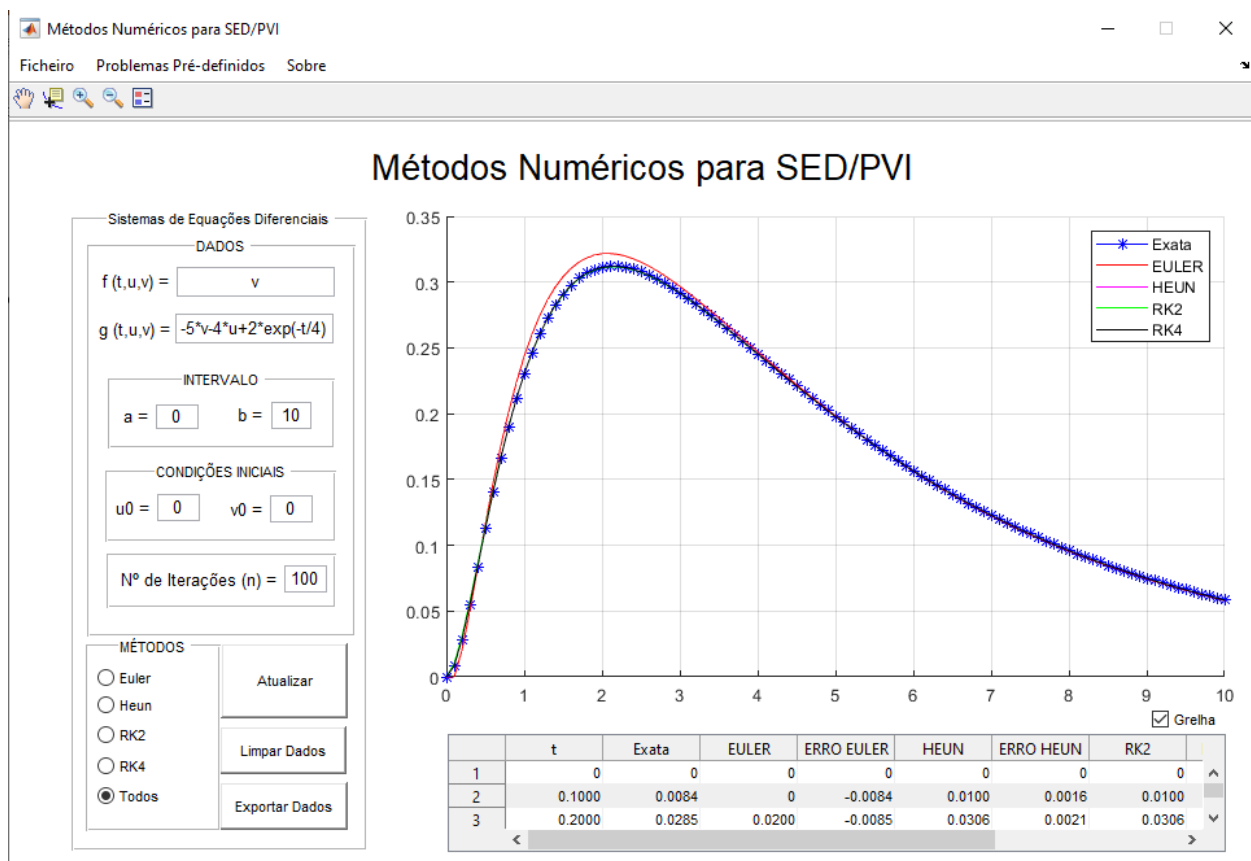 Métodos Numéricos para SED/PVI
Ficheiro Problemas Pré-definidos Sobre
Métodos Numéricos para SED/PVI
Sistemas de Equações Diferenciais
DADOS
f (t,u,v) = v
g (t,u,v) = -5*v-4*u+2*exp(-t/4)
INTERVALO
a = 0 b = 10
CONDIÇÕES INICIAIS
u0 = 0 v0 = 0
Nº de Iterações (n) = 100
MÉTODOS
Euler
Heun
RK2
RK4
Todos
Atualizar
Limpar Dados
Exportar Dados
0.35
0.3
0.25
0.2
0.15
0.1
0.05
0
0 1 2 3 4 5 6 7 8 9 10
Exata
EULER
HEUN
RK2
RK4
Grelha
t Exata EULER ERRO EULER HEUN ERRO HEUN RK2
1 0 0 0 0 0 0 0
2 0.1000 0.0084 0 -0.0084 0.0100 0.0016 0.0100
3 0.2000 0.0285 0.0200 -0.0085 0.0306 0.0021 0.0306